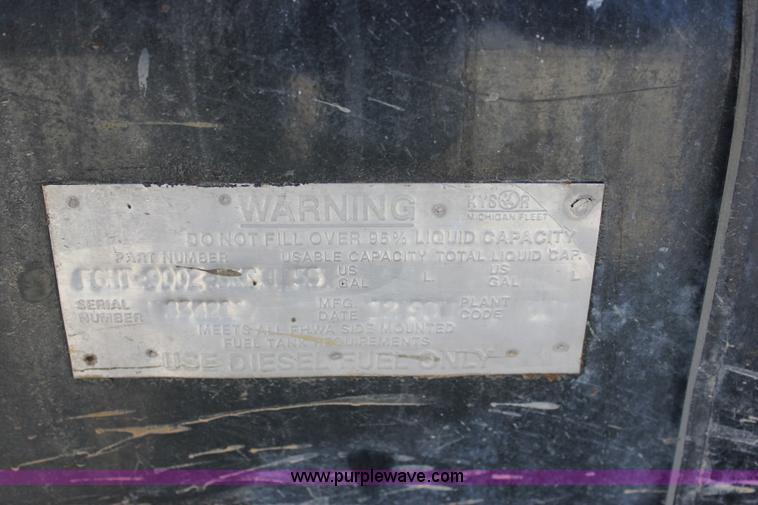 WARNING
KYSOR
MICHIGAN FLEET
DO NOT FILL OVER 95% LIQUID CAPACITY
PART NUMBER USABLE CAPACITY TOTAL LIQUID CAP.
US GAL L US GAL L
SERIAL NUMBER MFG. DATE PLANT CODE
MEETS ALL FHWA SIDE MOUNTED
FUEL TANK REQUIREMENTS
USE DIESEL FUEL ONLY
www.purplewave.com